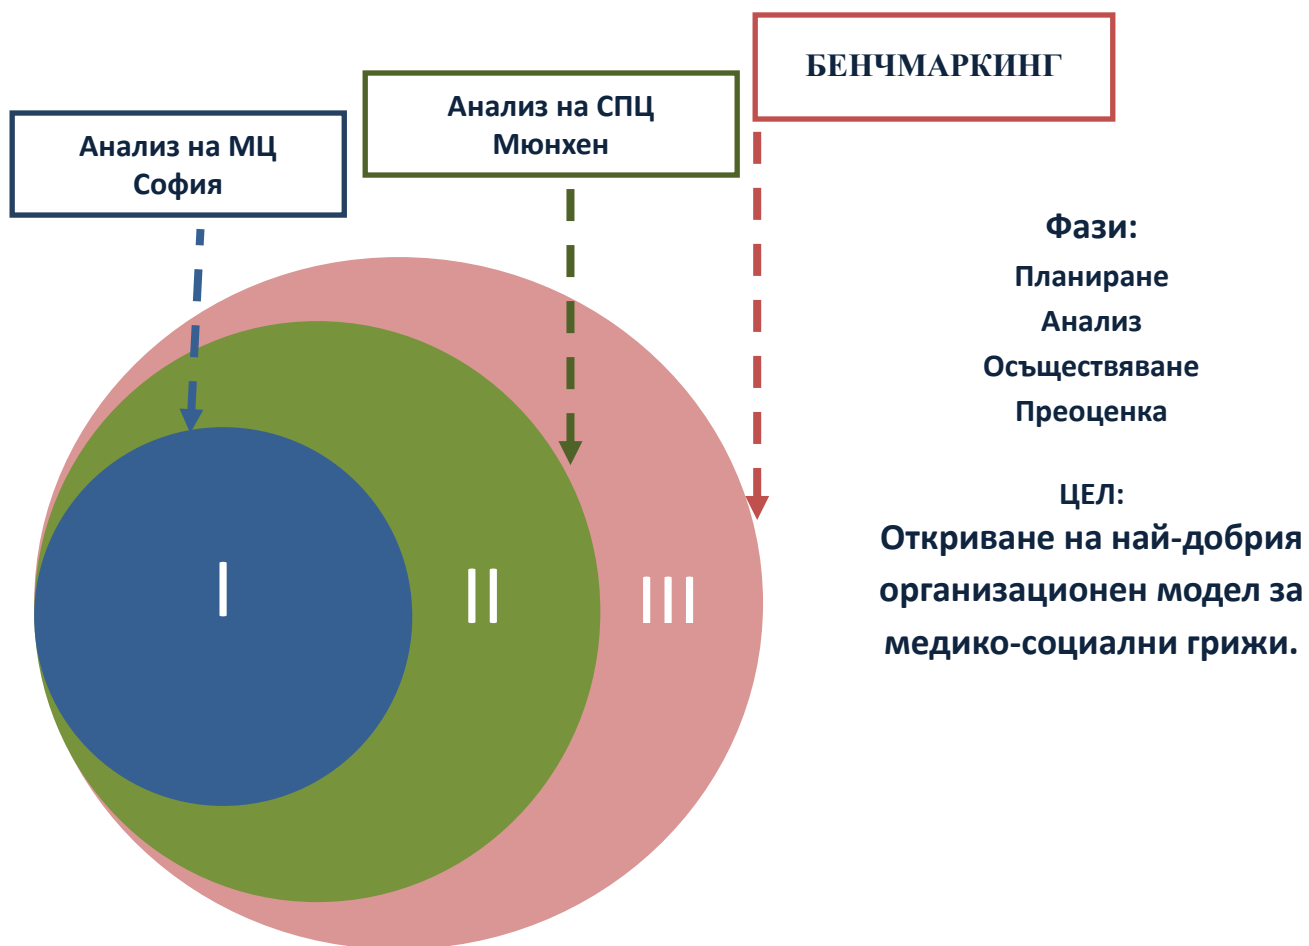 БЕНЧМАРКИНГ
Анализ на СПЦ
Мюнхен
Анализ на МЦ
София
Фази:
Планиране
Анализ
Осъществяване
Преоценка
ЦЕЛ:
Откриване на най-добрия
организационен модел за
медико-социални грижи.
I
II
III